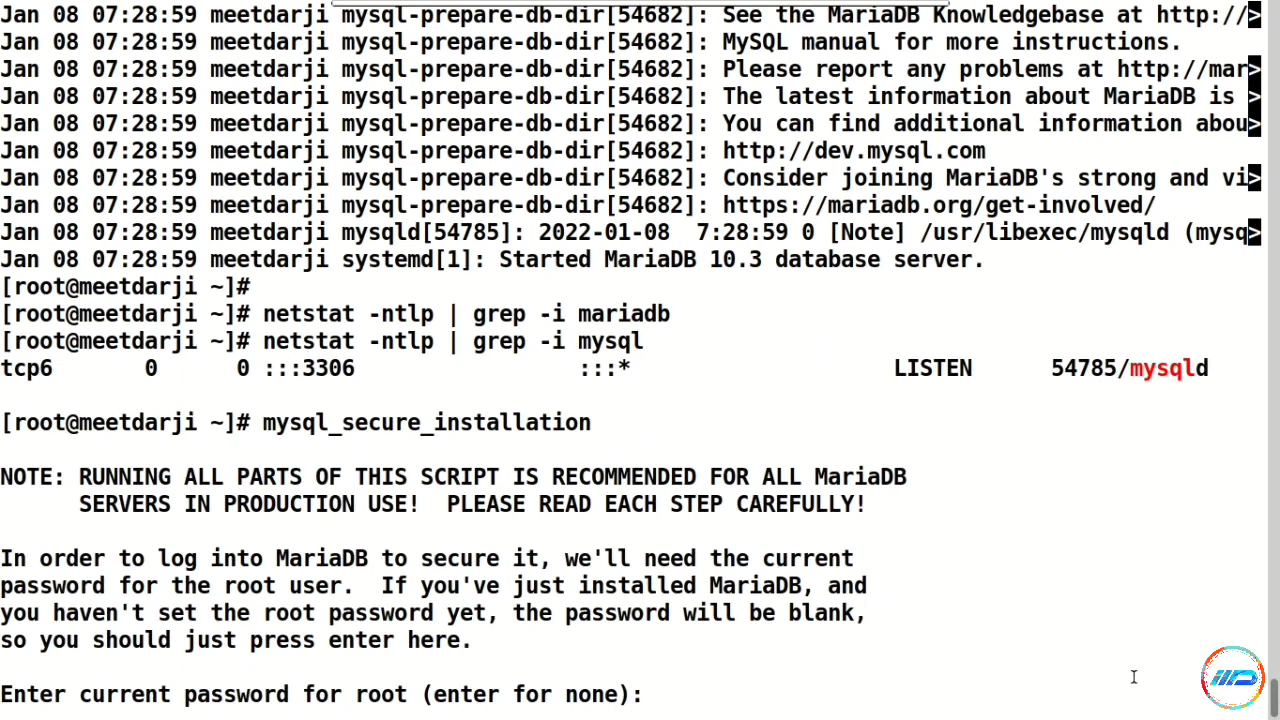 Jan 08 07:28:59 meetdarji mysql-prepare-db-dir[54682]: See the MariaDB Knowledgebase at http://>
Jan 08 07:28:59 meetdarji mysql-prepare-db-dir[54682]: MySQL manual for more instructions.
Jan 08 07:28:59 meetdarji mysql-prepare-db-dir[54682]: Please report any problems at http://mar>
Jan 08 07:28:59 meetdarji mysql-prepare-db-dir[54682]: The latest information about MariaDB is >
Jan 08 07:28:59 meetdarji mysql-prepare-db-dir[54682]: You can find additional information abou>
Jan 08 07:28:59 meetdarji mysql-prepare-db-dir[54682]: http://dev.mysql.com
Jan 08 07:28:59 meetdarji mysql-prepare-db-dir[54682]: Consider joining MariaDB's strong and vi>
Jan 08 07:28:59 meetdarji mysql-prepare-db-dir[54682]: https://mariadb.org/get-involved/
Jan 08 07:28:59 meetdarji mysqld[54785]: 2022-01-08  7:28:59 0 [Note] /usr/libexec/mysqld (mysq>
Jan 08 07:28:59 meetdarji systemd[1]: Started MariaDB 10.3 database server.
[root@meetdarji ~]#
[root@meetdarji ~]# netstat -ntlp | grep -i mariadb
[root@meetdarji ~]# netstat -ntlp | grep -i mysql
tcp6       0      0 :::3306                 :::*                    LISTEN      54785/mysqld
[root@meetdarji ~]# mysql_secure_installation
NOTE: RUNNING ALL PARTS OF THIS SCRIPT IS RECOMMENDED FOR ALL MariaDB
      SERVERS IN PRODUCTION USE!  PLEASE READ EACH STEP CAREFULLY!
In order to log into MariaDB to secure it, we'll need the current
password for the root user.  If you've just installed MariaDB, and
you haven't set the root password yet, the password will be blank,
so you should just press enter here.
Enter current password for root (enter for none):